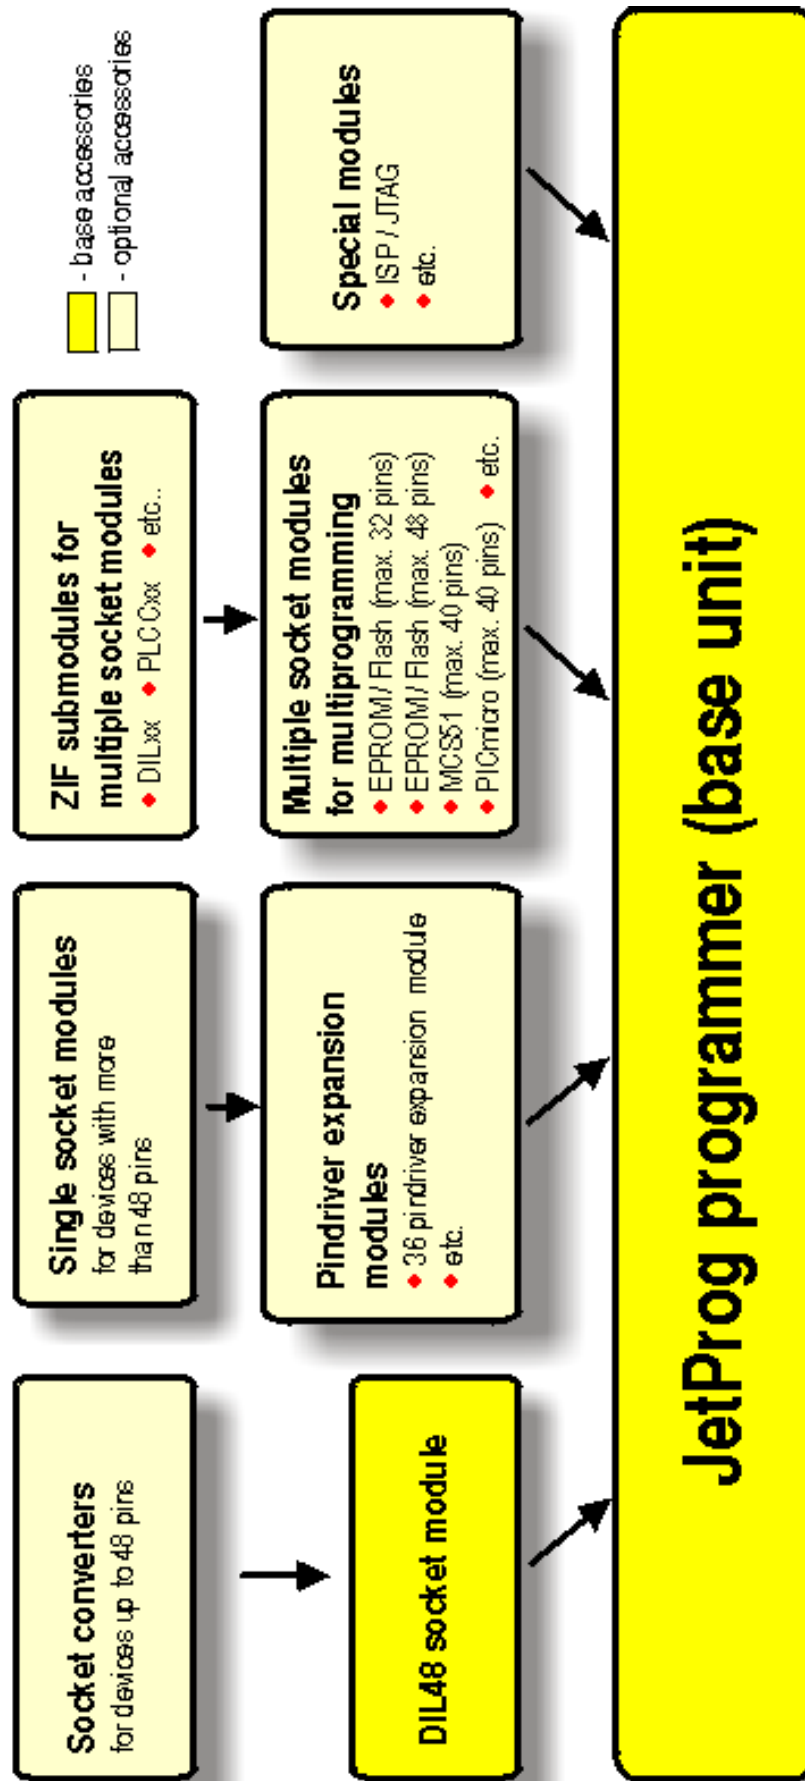 Socket converters
for devices up to 48 pins
Single socket modules
for devices with more
than 48 pins
ZIF submodules for
multiple socket modules
DILxx PLCCxx etc..
- base accessories
- optional accessories
DIL48 socket module
Pindriver expansion
modules
36 pindriver expansion module
etc.
Multiple socket modules
for multiprogramming
EPROM/ Flash (max. 32 pins)
EPROM/ Flash (max. 48 pins)
MCS51 (max. 40 pins)
PICmicro (max. 40 pins) etc.
Special modules
ISP / JTAG
etc.
JetProg programmer (base unit)